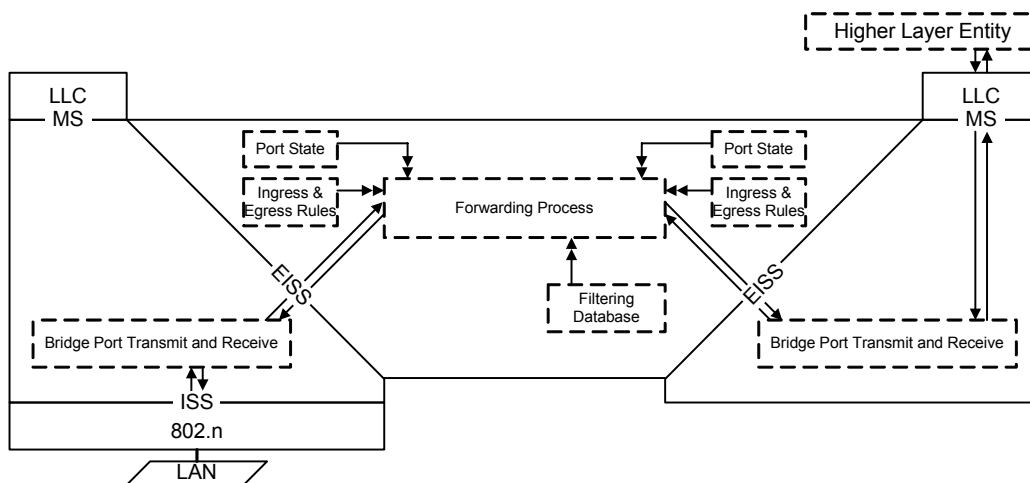 Higher Layer Entity
LLC
MS
LLC
MS
Port State
Port State
Ingress &
Egress Rules
Forwarding Process
Ingress &
Egress Rules
EISS
EISS
Filtering
Database
Bridge Port Transmit and Receive
Bridge Port Transmit and Receive
ISS
802.n
LAN